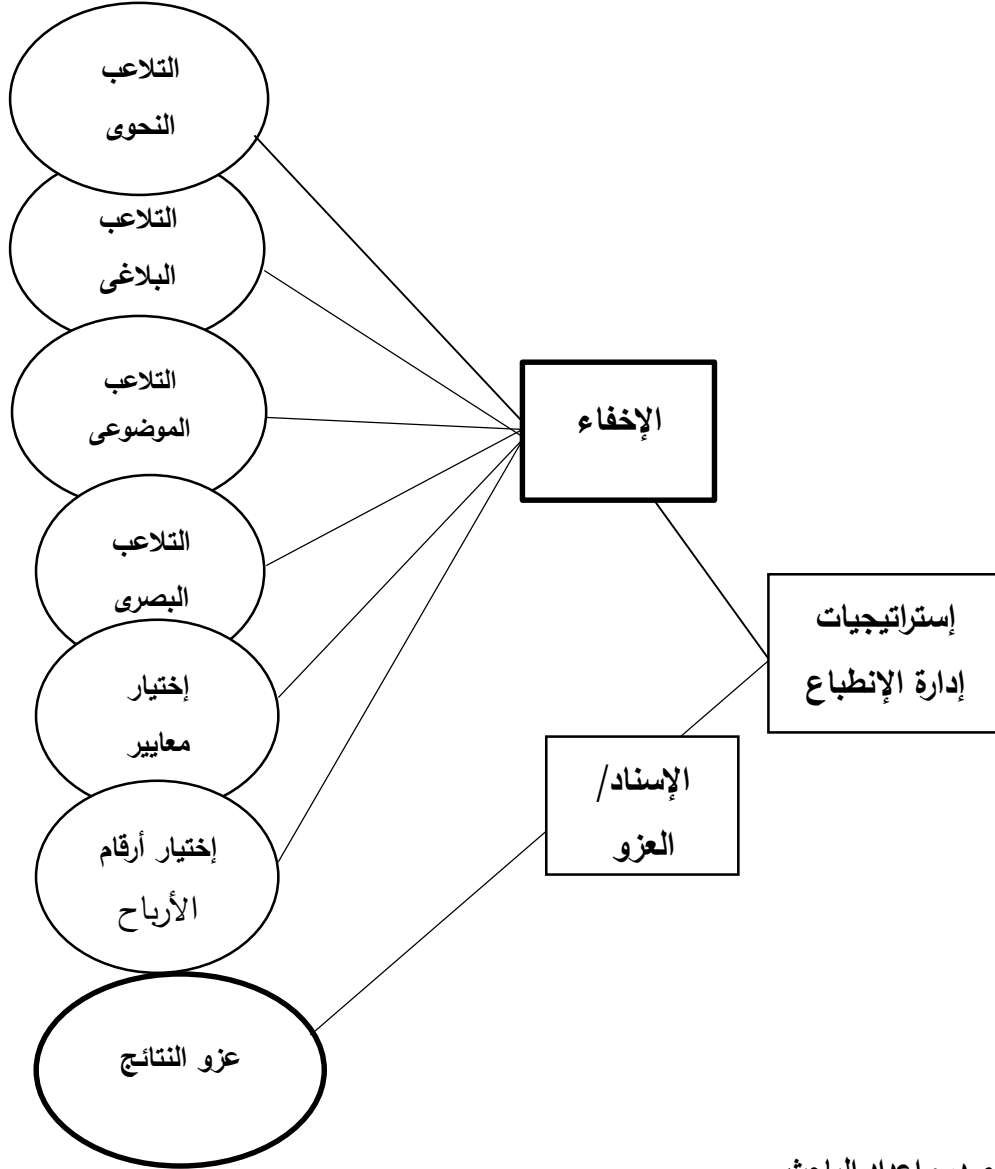 التلاعب
النحوى
التلاعب
البلاغى
التلاعب
الموضوعى
التلاعب
البصرى
إختيار
معايير
إختيار أرقام
الأرباح
عزو النتائج
الإخفاء
الإسناد/
العزو
إستراتيجيات
إدارة الإنطباع